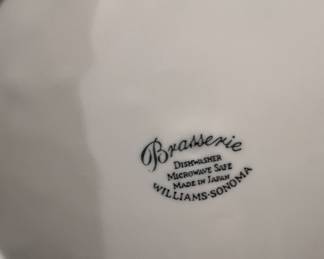 Brasserie
DISHWASHER
MICROWAVE SAFE
MADE IN JAPAN
WILLIAMS-SONOMA